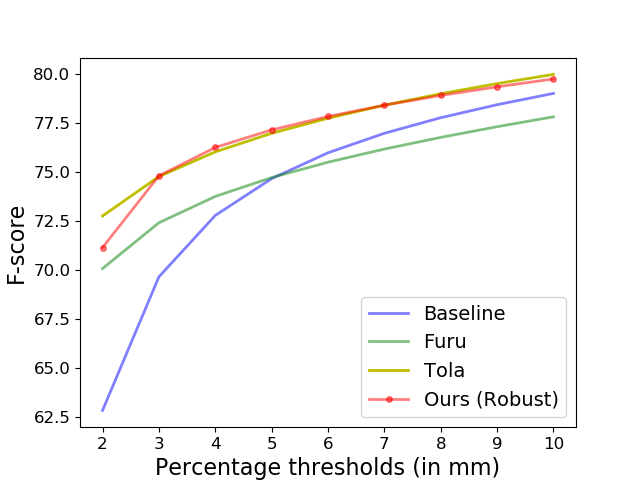 80.0
77.5
75.0
72.5
70.0
67.5
65.0
62.5
F-score
2 3 4 5 6 7 8 9 10
Percentage thresholds (in mm)
Baseline
Furu
Tola
Ours (Robust)